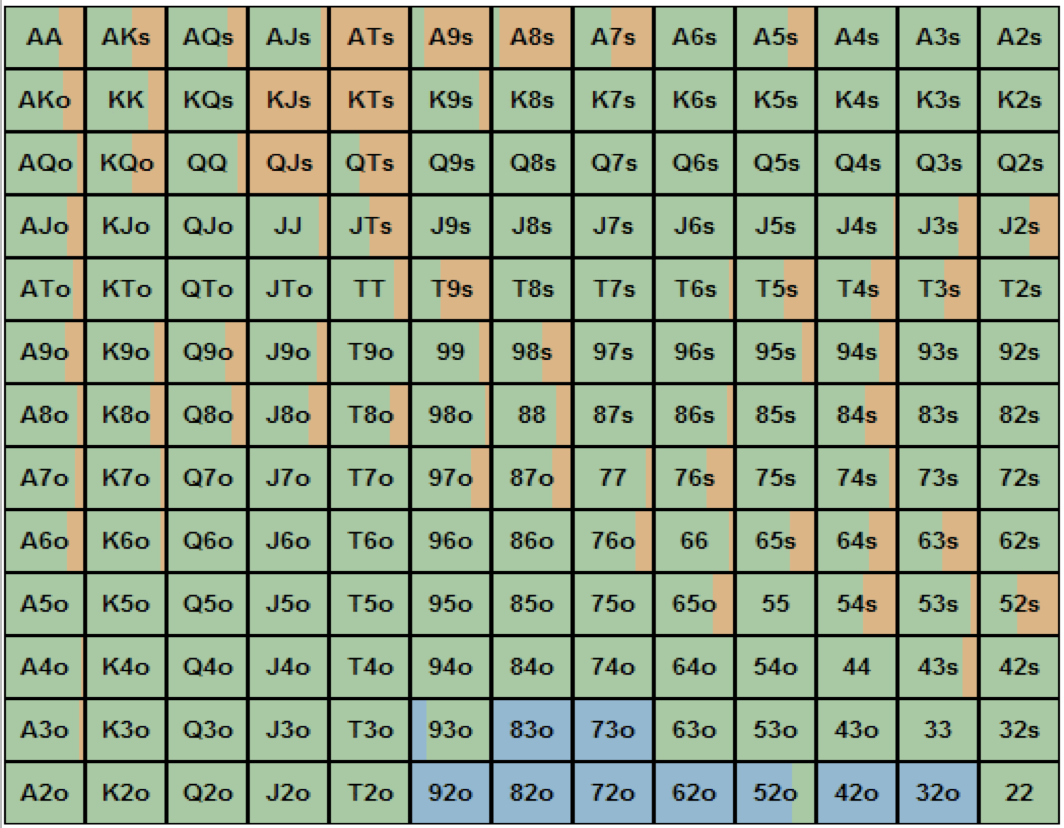 AA AKs AQs AJs ATs A9s A8s A7s A6s A5s A4s A3s A2s
AKo KK KQs KJs KTs K9s K8s K7s K6s K5s K4s K3s K2s
AQo KQo QQ QJs QTs Q9s Q8s Q7s Q6s Q5s Q4s Q3s Q2s
AJo KJo QJo JJ JTs J9s J8s J7s J6s J5s J4s J3s J2s
ATo KTo QTo JTo TT T9s T8s T7s T6s T5s T4s T3s T2s
A9o K9o Q9o J9o T9o 99 98s 97s 96s 95s 94s 93s 92s
A8o K8o Q8o J8o T8o 98o 88 87s 86s 85s 84s 83s 82s
A7o K7o Q7o J7o T7o 97o 87o 77 76s 75s 74s 73s 72s
A6o K6o Q6o J6o T6o 96o 86o 76o 66 65s 64s 63s 62s
A5o K5o Q5o J5o T5o 95o 85o 75o 65o 55 54s 53s 52s
A4o K4o Q4o J4o T4o 94o 84o 74o 64o 54o 44 43s 42s
A3o K3o Q3o J3o T3o 93o 83o 73o 63o 53o 43o 33 32s
A2o K2o Q2o J2o T2o 92o 82o 72o 62o 52o 42o 32o 22